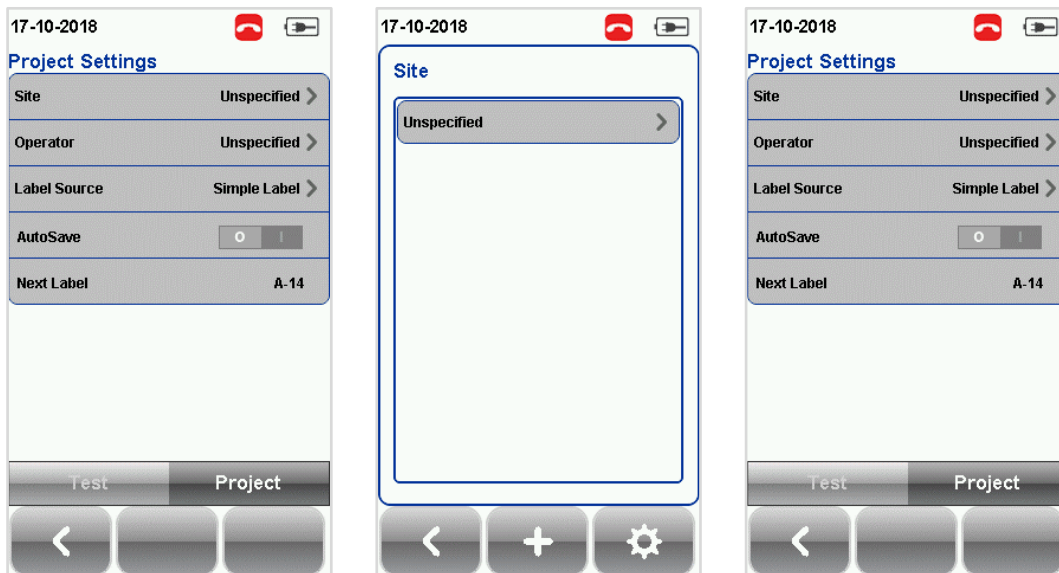 17-10-2018
Project Settings
Site Unspecified
Operator Unspecified
Label Source Simple Label
AutoSave O I
Next Label A-14
Test Project
17-10-2018
Site
Unspecified
17-10-2018
Project Settings
Site Unspecified
Operator Unspecified
Label Source Simple Label
AutoSave O I
Next Label A-14
Test Project